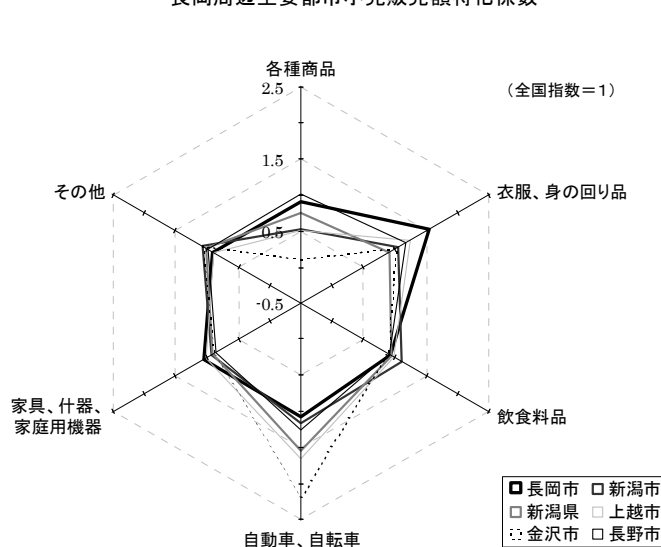 長岡周辺主要都市小売販売額特化係数
各種商品
2.5
（全国指数＝1）
1.5
その他
衣服、身の回り品
0.5
-0.5
家具、什器、
家庭用機器
飲食料品
自動車、自転車
長岡市 新潟市
新潟県 上越市
金沢市 長野市